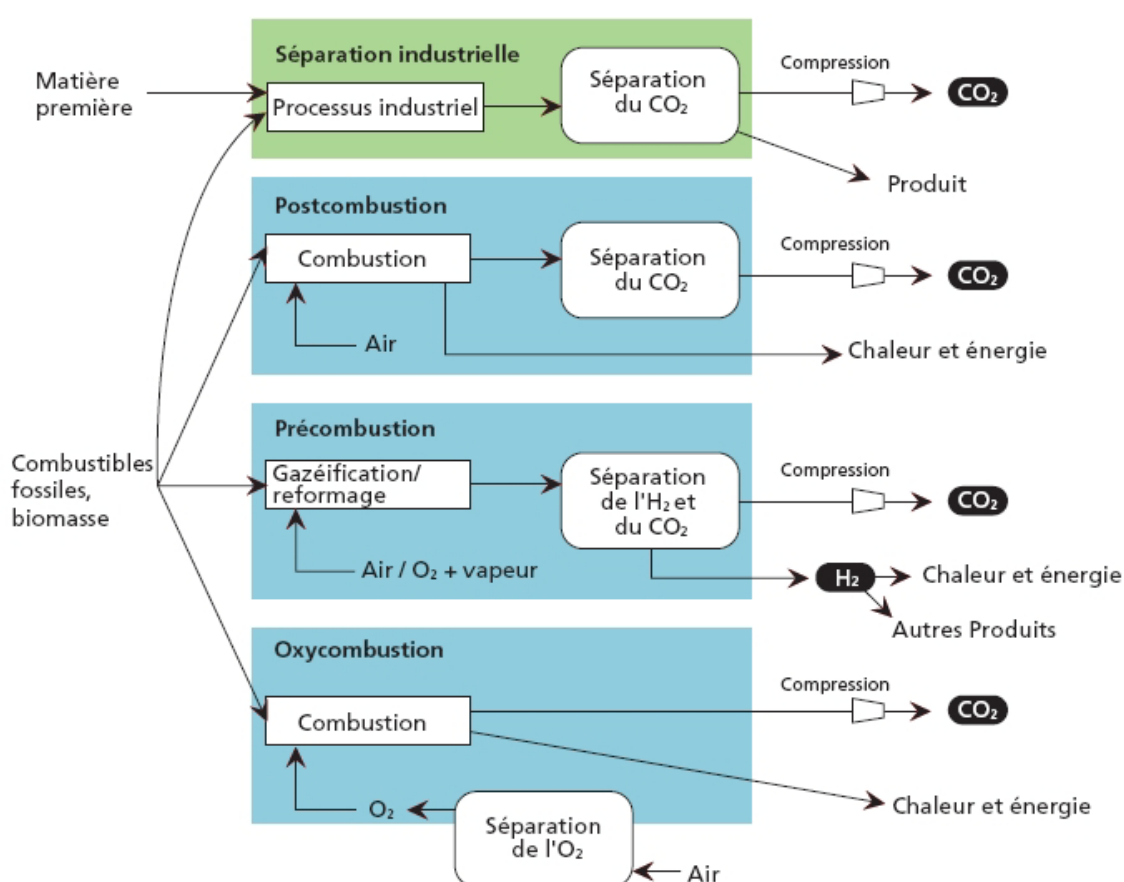 Séparation industrielle
Matière
première
Processus industriel
Séparation
du CO₂
Compression
CO₂
Produit
Postcombustion
Combustion
Séparation
du CO₂
Compression
CO₂
Air
Chaleur et énergie
Combustibles
fossiles,
biomasse
Précombustion
Gazéification/
reformage
Séparation
de l'H₂ et
du CO₂
Compression
CO₂
Air / O₂ + vapeur
H₂
Chaleur et énergie
Autres Produits
Oxycombustion
Combustion
Compression
CO₂
O₂
Séparation
de l'O₂
Chaleur et énergie
Air